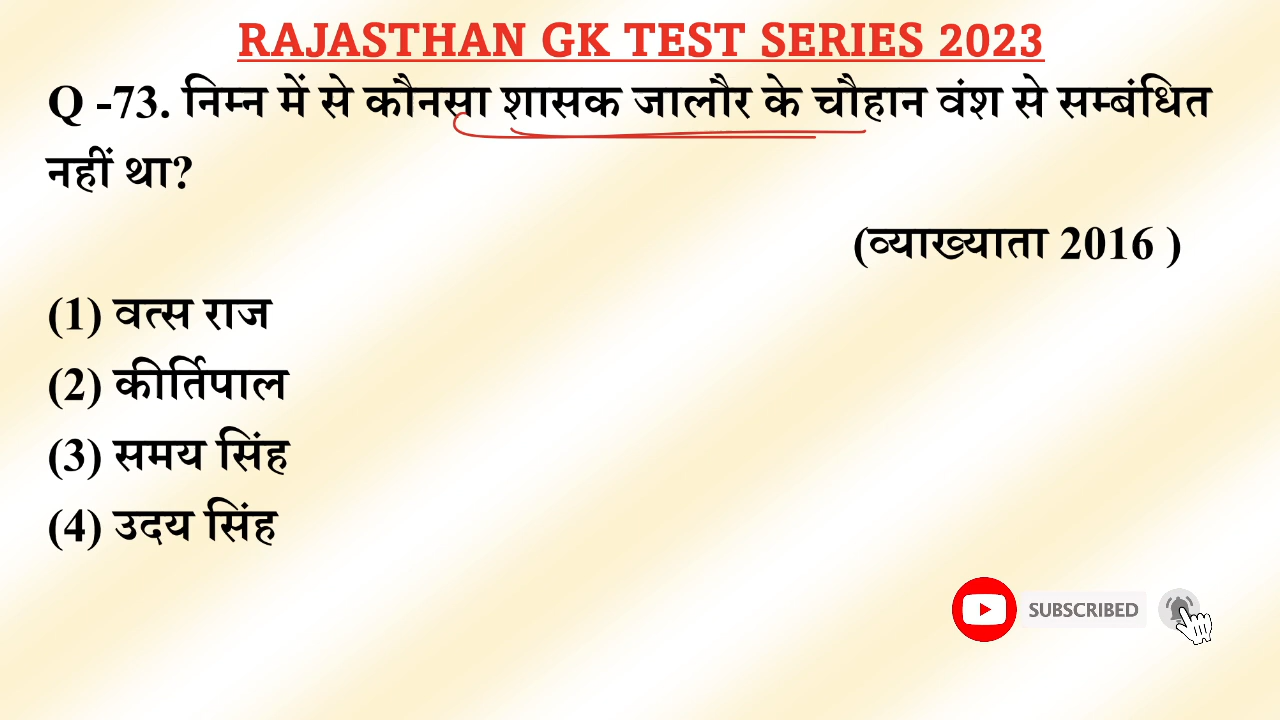 RAJASTHAN GK TEST SERIES 2023
Q -73. निम्न में से कौनसा शासक जालौर के चौहान वंश से सम्बंधित
नहीं था?
(व्याख्याता 2016 )
(1) वत्स राज
(2) कीर्तिपाल
(3) समय सिंह
(4) उदय सिंह
SUBSCRIBED